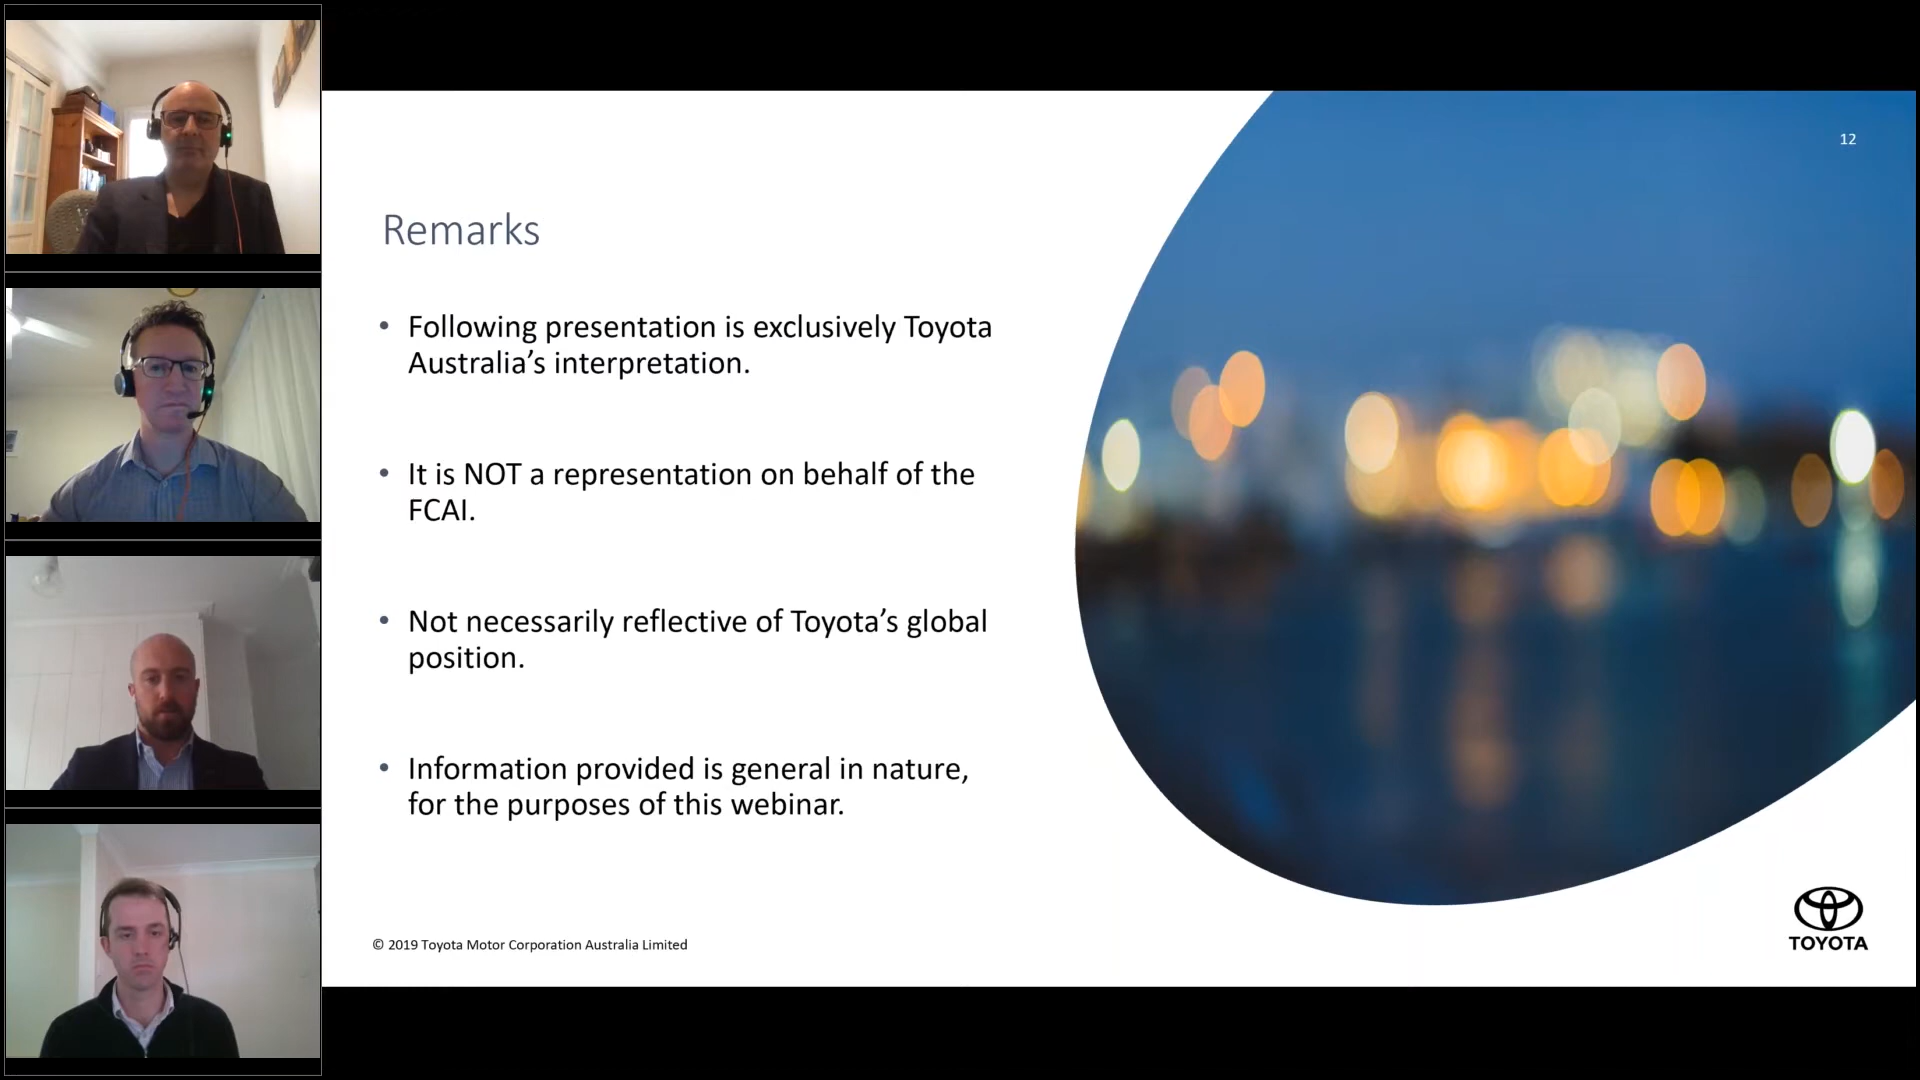 12
Remarks
• Following presentation is exclusively Toyota
Australia’s interpretation.
• It is NOT a representation on behalf of the
FCAI.
• Not necessarily reflective of Toyota’s global
position.
• Information provided is general in nature,
for the purposes of this webinar.
© 2019 Toyota Motor Corporation Australia Limited
TOYOTA